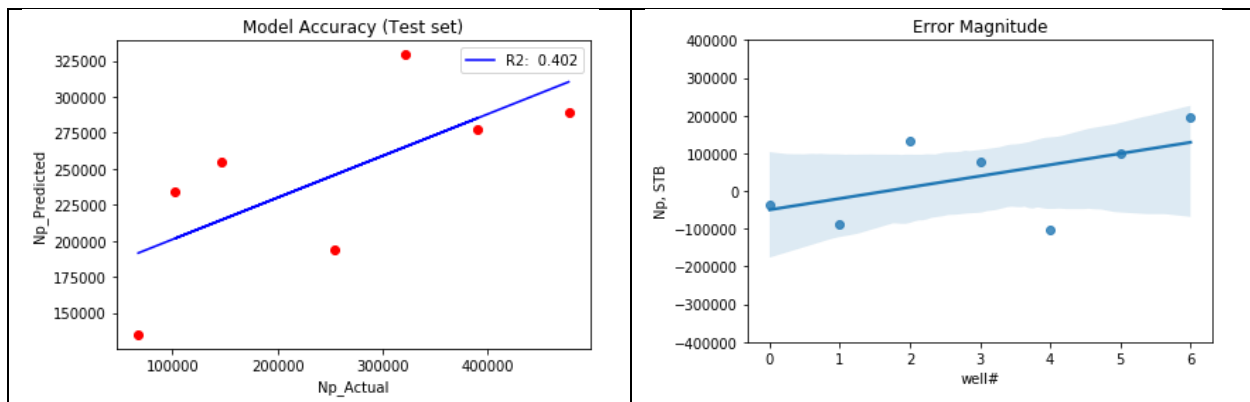 Model Accuracy (Test set)
R2: 0.402
325000
300000
275000
250000
225000
200000
175000
150000
Np_Predicted
100000 200000 300000 400000
Np_Actual
Error Magnitude
400000
300000
200000
100000
0
−100000
−200000
−300000
−400000
Np, STB
0 1 2 3 4 5 6
well#